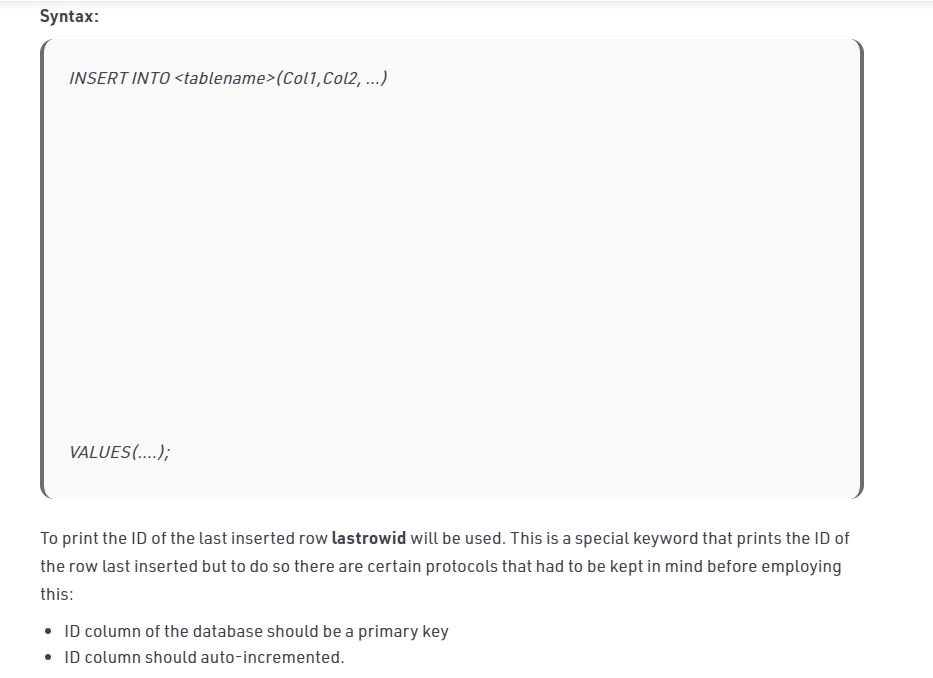 Syntax:
INSERT INTO <tablename>(Col1,Col2, ...)
VALUES(....);
To print the ID of the last inserted row lastrowid will be used. This is a special keyword that prints the ID of
the row last inserted but to do so there are certain protocols that had to be kept in mind before employing
this:
• ID column of the database should be a primary key
• ID column should auto-incremented.